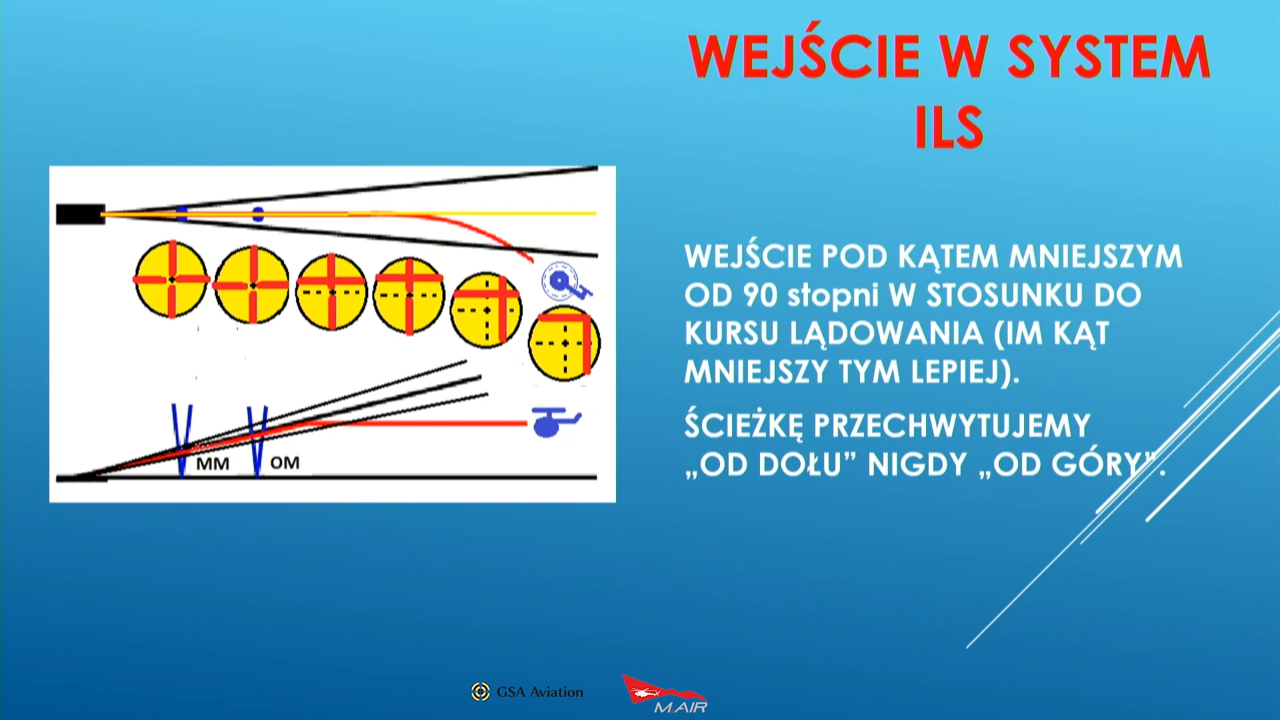 WEJŚCIE W SYSTEM
ILS
WEJŚCIE POD KĄTEM MNIEJSZYM
OD 90 stopni W STOSUNKU DO
KURSU LĄDOWANIA (IM KĄT
MNIEJSZY TYM LEPIEJ).
ŚCIEŻKĘ PRZECHWYTUJEMY
„OD DOŁU” NIGDY „OD GÓRY”.
MM
OM
GSA Aviation
M.AIR